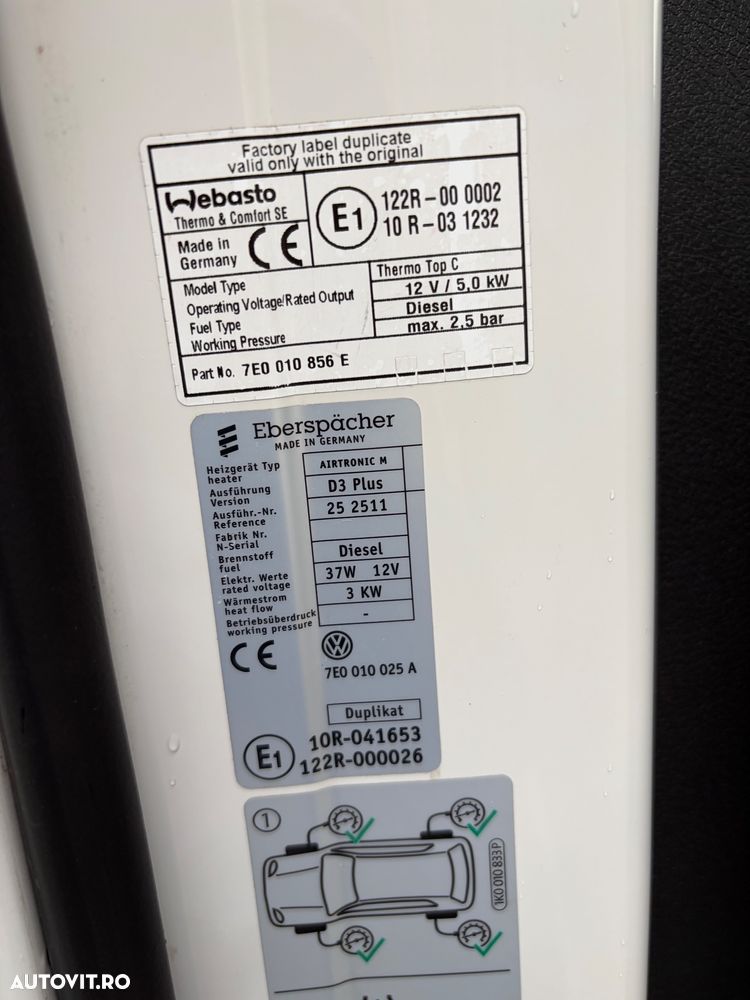 Factory label duplicate
valid only with the original
Webasto
Thermo & Comfort SE
Made in
Germany
CE
E1
122R-00 0002
10 R-03 1232
Model Type
Thermo Top C
Operating Voltage/Rated Output
12 V / 5,0 kW
Fuel Type
Diesel
Working Pressure
max. 2,5 bar
Part No. 7E0 010 856 E
Eberspächer
MADE IN GERMANY
Heizgerät Typ
heater
AIRTRONIC M
Ausführung
Version
D3 Plus
Ausführ.-Nr.
Reference
25 2511
Fabrik Nr.
N-Serial
Brennstoff
fuel
Diesel
Elektr. Werte
rated voltage
37W 12V
Wärmestrom
heat flow
3 KW
Betriebsüberdruck
working pressure
-
CE
VW
7E0 010 025 A
Duplikat
E1
10R-041653
122R-000026
1
1K0 010 833P
AUTOVIT.RO